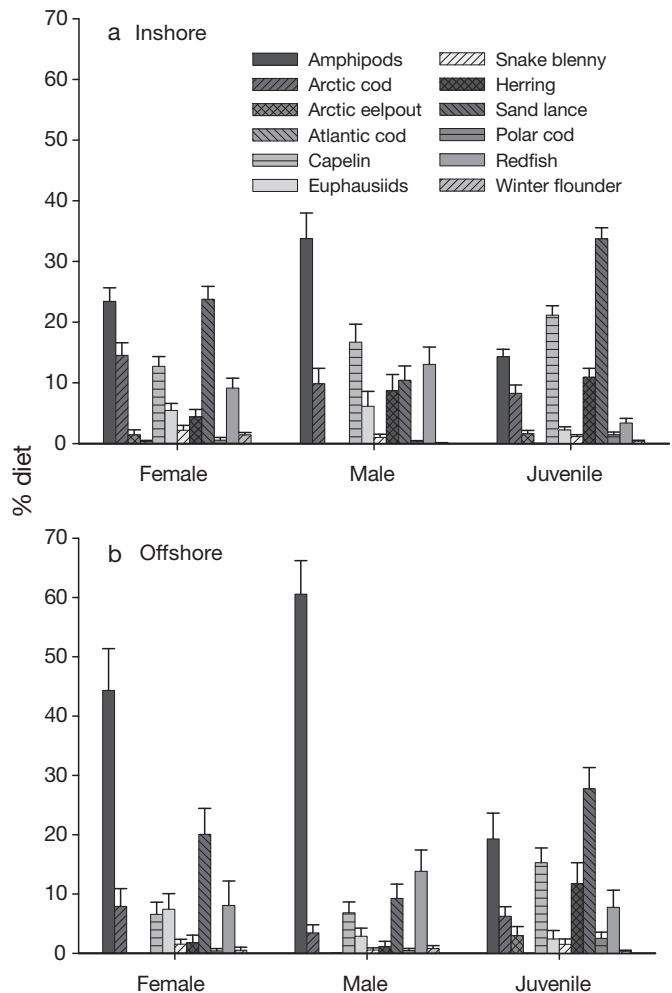 % diet
a Inshore
70
60
50
40
30
20
10
0
Amphipods
Arctic cod
Arctic eelpout
Atlantic cod
Capelin
Euphausiids
Snake blenny
Herring
Sand lance
Polar cod
Redfish
Winter flounder
Female Male Juvenile
b Offshore
70
60
50
40
30
20
10
0
Female Male Juvenile